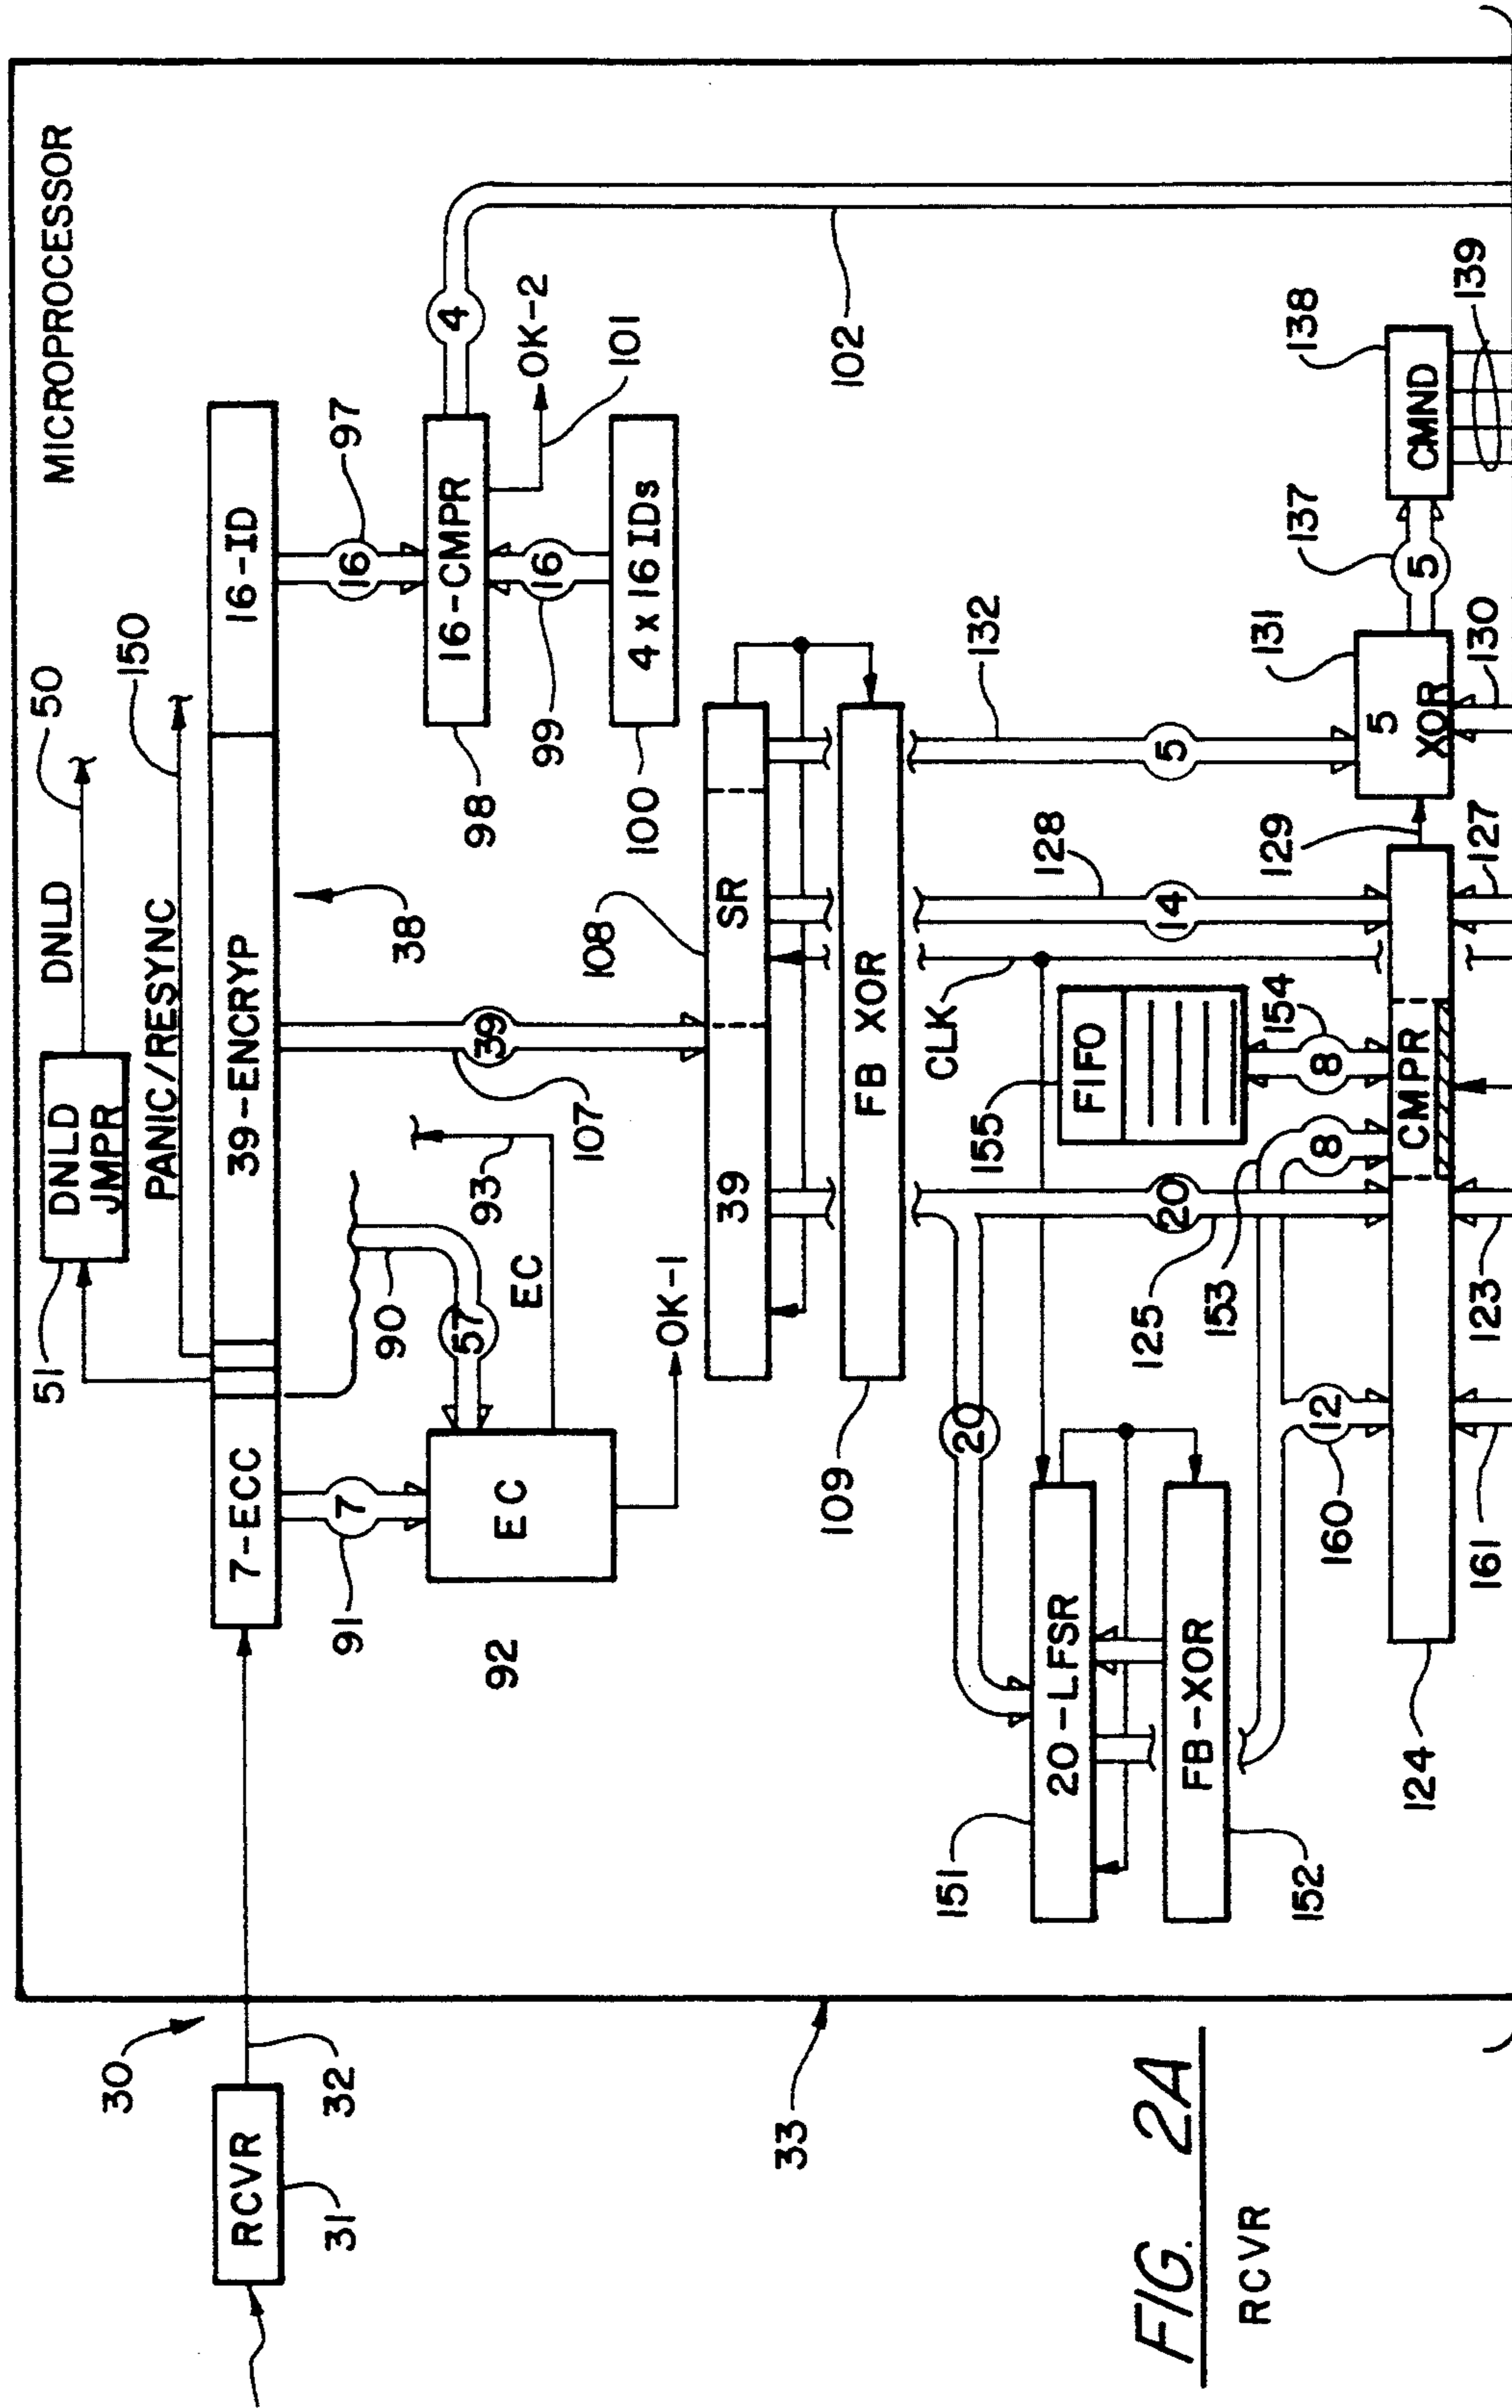 MICROPROCESSOR
DNLD
50
51
DNLD
JMPR
PANIC/RESYNC
150
30
RCVR
32
31
7-ECC
39-ENCRYP
16-ID
38
91
7
90
57
EC
92
93
EC
OK-1
39
107
16
97
16-CMPR
98
4
OK-2
101
16
99
4 x 16 IDs
100
102
108
39
SR
FB XOR
109
20
CLK
128
14
132
5
155
FIFO
154
8
8
20
125
153
151
20-LFSR
FB-XOR
152
12
160
129
131
5
XOR
137
5
138
CMND
139
124
CMPR
161
123
127
130
33
FIG. 2A
RCVR